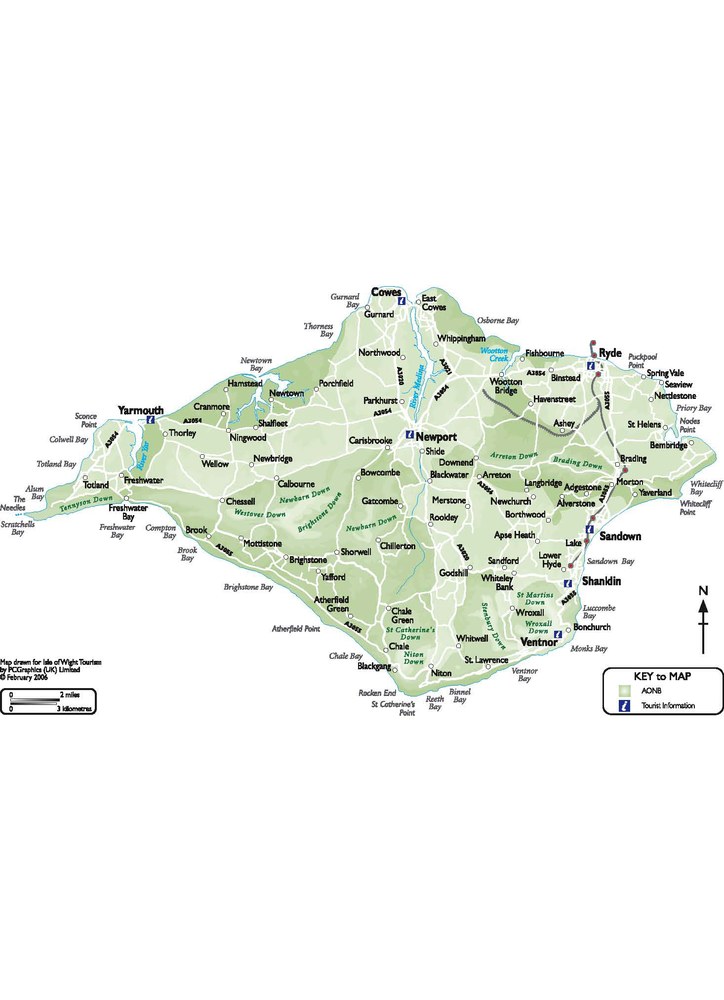 Cowes
Gurnard
Bay
East
Cowes
Gurnard
Osborne Bay
Thorness
Bay
Whippingham
Wootton
Creek
Northwood
Fishbourne
Ryde
Puckpool
Point
Newtown
Bay
A3020
River Medina
A3021
A3054
Binstead
Spring Vale
Seaview
Hamstead
Porchfield
Wootton
Bridge
Newtown
A3054
Parkhurst
Havenstreet
A3055
Nettlestone
Priory Bay
Cranmore
Yarmouth
A3054
Sconce
Point
A3054
Shalfleet
Ashey
St Helens
Nodes
Point
Thorley
Ningwood
Colwell Bay
A3054
Carisbrooke
Newport
Bembridge
Shide
River Yar
Wellow
Newbridge
Downend
Arreton Down
Brading Down
Brading
Totland Bay
Totland
Freshwater
Calbourne
Bowcombe
Blackwater
Arreton
A3056
Langbridge
Adgestone
Morton
Whitecliff
Bay
Alum
Bay
The
Needles
Tennyson Down
Freshwater
Bay
Chessell
Newbarn Down
Gatcombe
Merstone
Newchurch
Alverstone
A3055
Yaverland
Whitecliff
Point
Westover Down
Brighstone Down
Newbarn Down
Rookley
Borthwood
Scratchells
Bay
Freshwater
Bay
Compton
Bay
Brook
Mottistone
Apse Heath
Lake
Sandown
Brook
Bay
A3055
Chillerton
Shorwell
A3020
Brighstone
Sandford
Lower
Hyde
Sandown Bay
Yafford
Godshill
Whiteley
Bank
Shanklin
Brighstone Bay
Atherfield
Green
St Martins
Down
A3055
N
Chale
Green
Stenbury Down
Wroxall
Luccombe
Bay
Atherfield Point
A3055
St Catherine's
Down
Wroxall
Down
Bonchurch
Whitwell
Ventnor
Monks Bay
Chale
Chale Bay
Niton
Down
St. Lawrence
Blackgang
Niton
Ventnor
Bay
Rocken End
St Catherine's
Point
Reeth
Bay
Binnel
Bay
Map drawn for Isle of Wight Tourism
by PCGraphics (UK) Limited
© February 2006
0 2 miles
0 3 kilometres
KEY to MAP
AONB
i Tourist Information